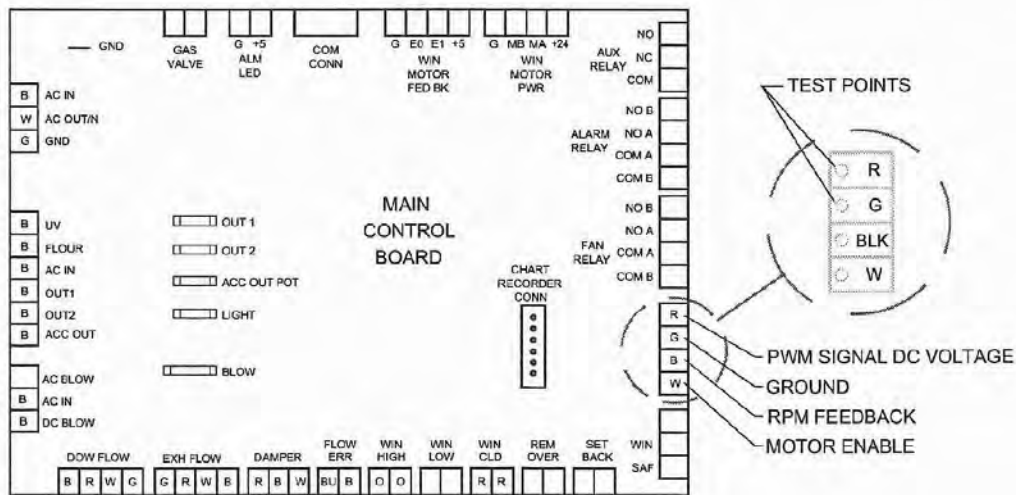 GND
GAS
VALVE
G +5
ALM
LED
COM
CONN
G E0 E1 +5
WIN
MOTOR
FED BK
G MB MA +24
WIN
MOTOR
PWR
NO
AUX
RELAY
NC
COM
B AC IN
W AC OUT/N
G GND
NO B
ALARM
RELAY
NO A
COM A
COM B
B UV
B FLOUR
B AC IN
B OUT1
B OUT2
B ACC OUT
OUT 1
OUT 2
ACC OUT POT
LIGHT
BLOW
MAIN
CONTROL
BOARD
NO B
NO A
FAN
RELAY
COM A
COM B
CHART
RECORDER
CONN
TEST POINTS
R
G
BLK
W
R
G
B
W
PWM SIGNAL DC VOLTAGE
GROUND
RPM FEEDBACK
MOTOR ENABLE
AC BLOW
B AC IN
B DC BLOW
WIN
SAF
DOW FLOW
B R W G
EXH FLOW
G R W B
DAMPER
R B W
FLOW
ERR
BU B
WIN
HIGH
O O
WIN
LOW
WIN
CLD
R R
REM
OVER
SET
BACK